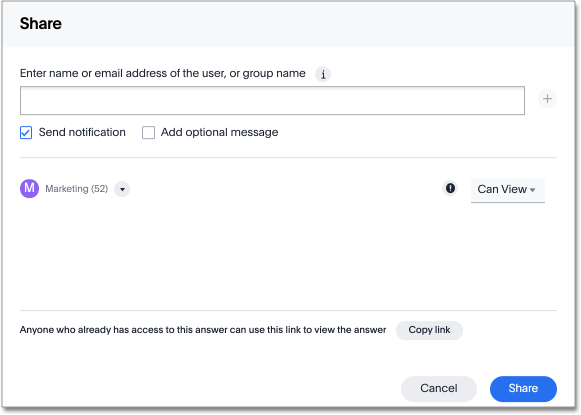 Share
Enter name or email address of the user, or group name i
+
Send notification Add optional message
M Marketing (52) ! Can View
Anyone who already has access to this answer can use this link to view the answer Copy link
Cancel Share